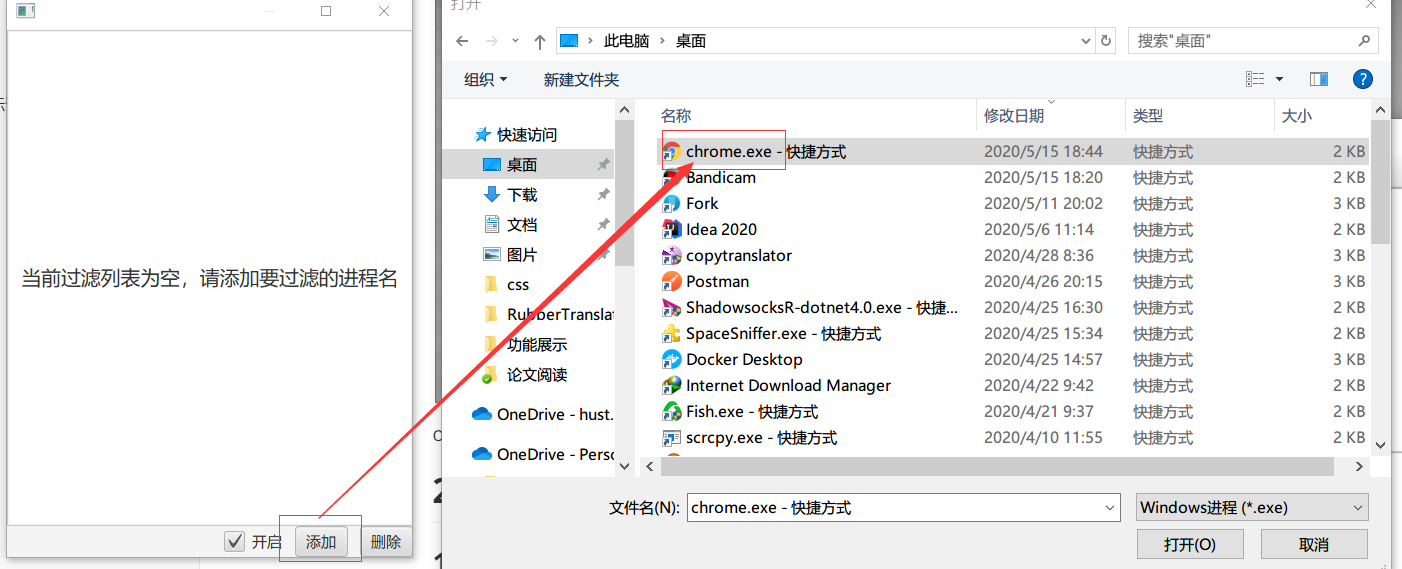 当前过滤列表为空，请添加要过滤的进程名
开启 添加 删除
打开
此电脑 桌面
搜索"桌面"
组织 新建文件夹
快速访问
桌面
下载
文档
图片
css
RubberTransla
功能展示
论文阅读
OneDrive - hust.
OneDrive - Perso
名称 修改日期 类型 大小
chrome.exe - 快捷方式 2020/5/15 18:44 快捷方式 2 KB
Bandicam 2020/5/15 18:20 快捷方式 2 KB
Fork 2020/5/11 20:02 快捷方式 3 KB
Idea 2020 2020/5/6 11:14 快捷方式 2 KB
copytranslator 2020/4/28 8:36 快捷方式 3 KB
Postman 2020/4/26 20:15 快捷方式 3 KB
ShadowsocksR-dotnet4.0.exe - 快捷... 2020/4/25 16:30 快捷方式 2 KB
SpaceSniffer.exe - 快捷方式 2020/4/25 15:34 快捷方式 2 KB
Docker Desktop 2020/4/25 14:57 快捷方式 3 KB
Internet Download Manager 2020/4/22 9:42 快捷方式 2 KB
Fish.exe - 快捷方式 2020/4/21 9:37 快捷方式 2 KB
scrcpy.exe - 快捷方式 2020/4/10 11:55 快捷方式 2 KB
文件名(N): chrome.exe - 快捷方式 Windows进程 (*.exe)
打开(O) 取消